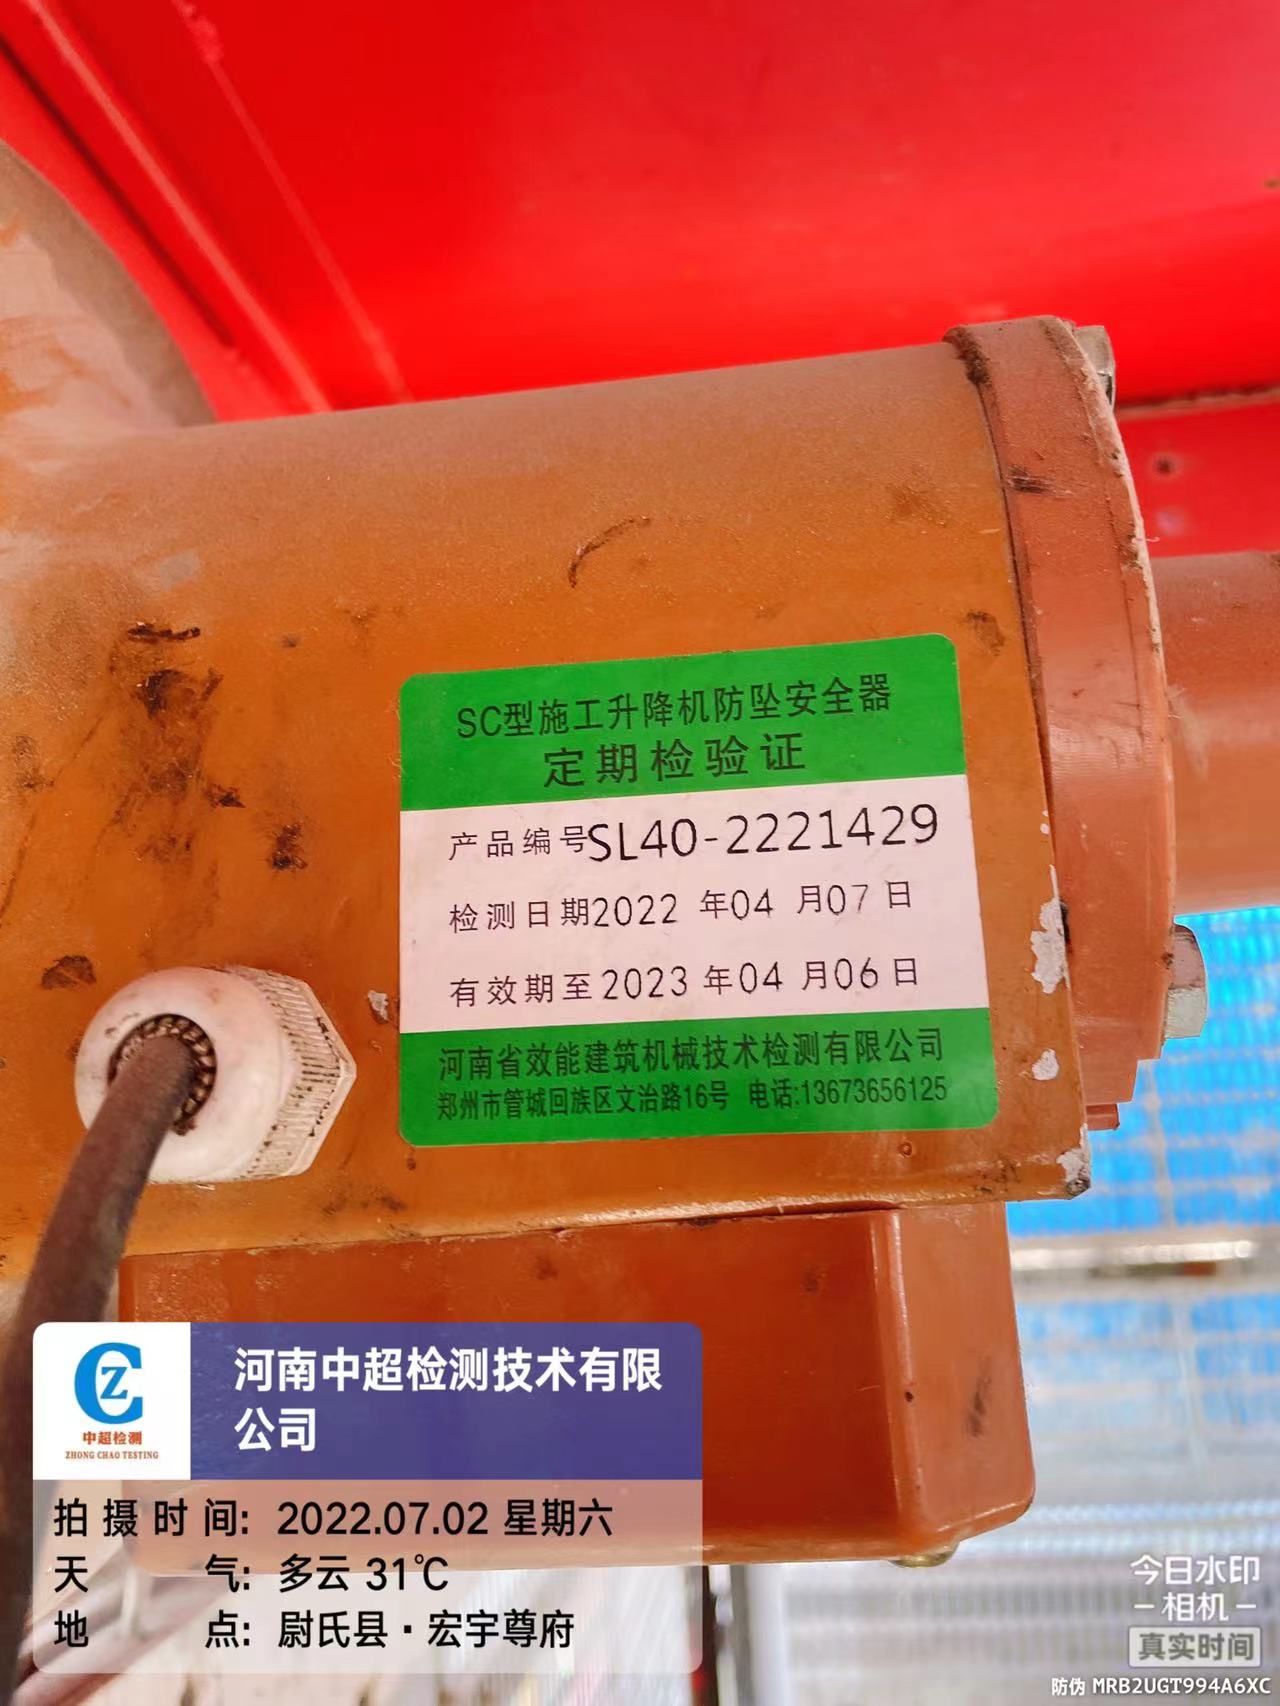 SC型施工升降机防坠安全器
定期检验证
产品编号SL40-2221429
检测日期2022 年04 月07 日
有效期至2023 年04 月06 日
河南省效能建筑机械技术检测有限公司
郑州市管城回族区文治路16号 电话:13673656125
CZ
中超检测
ZHONG CHAO TESTING
河南中超检测技术有限
公司
拍摄时间: 2022.07.02 星期六
天气: 多云 31℃
地点: 尉氏县·宏宇尊府
今日水印
-相机-
真实时间
防伪 MRB2UGT994A6XC